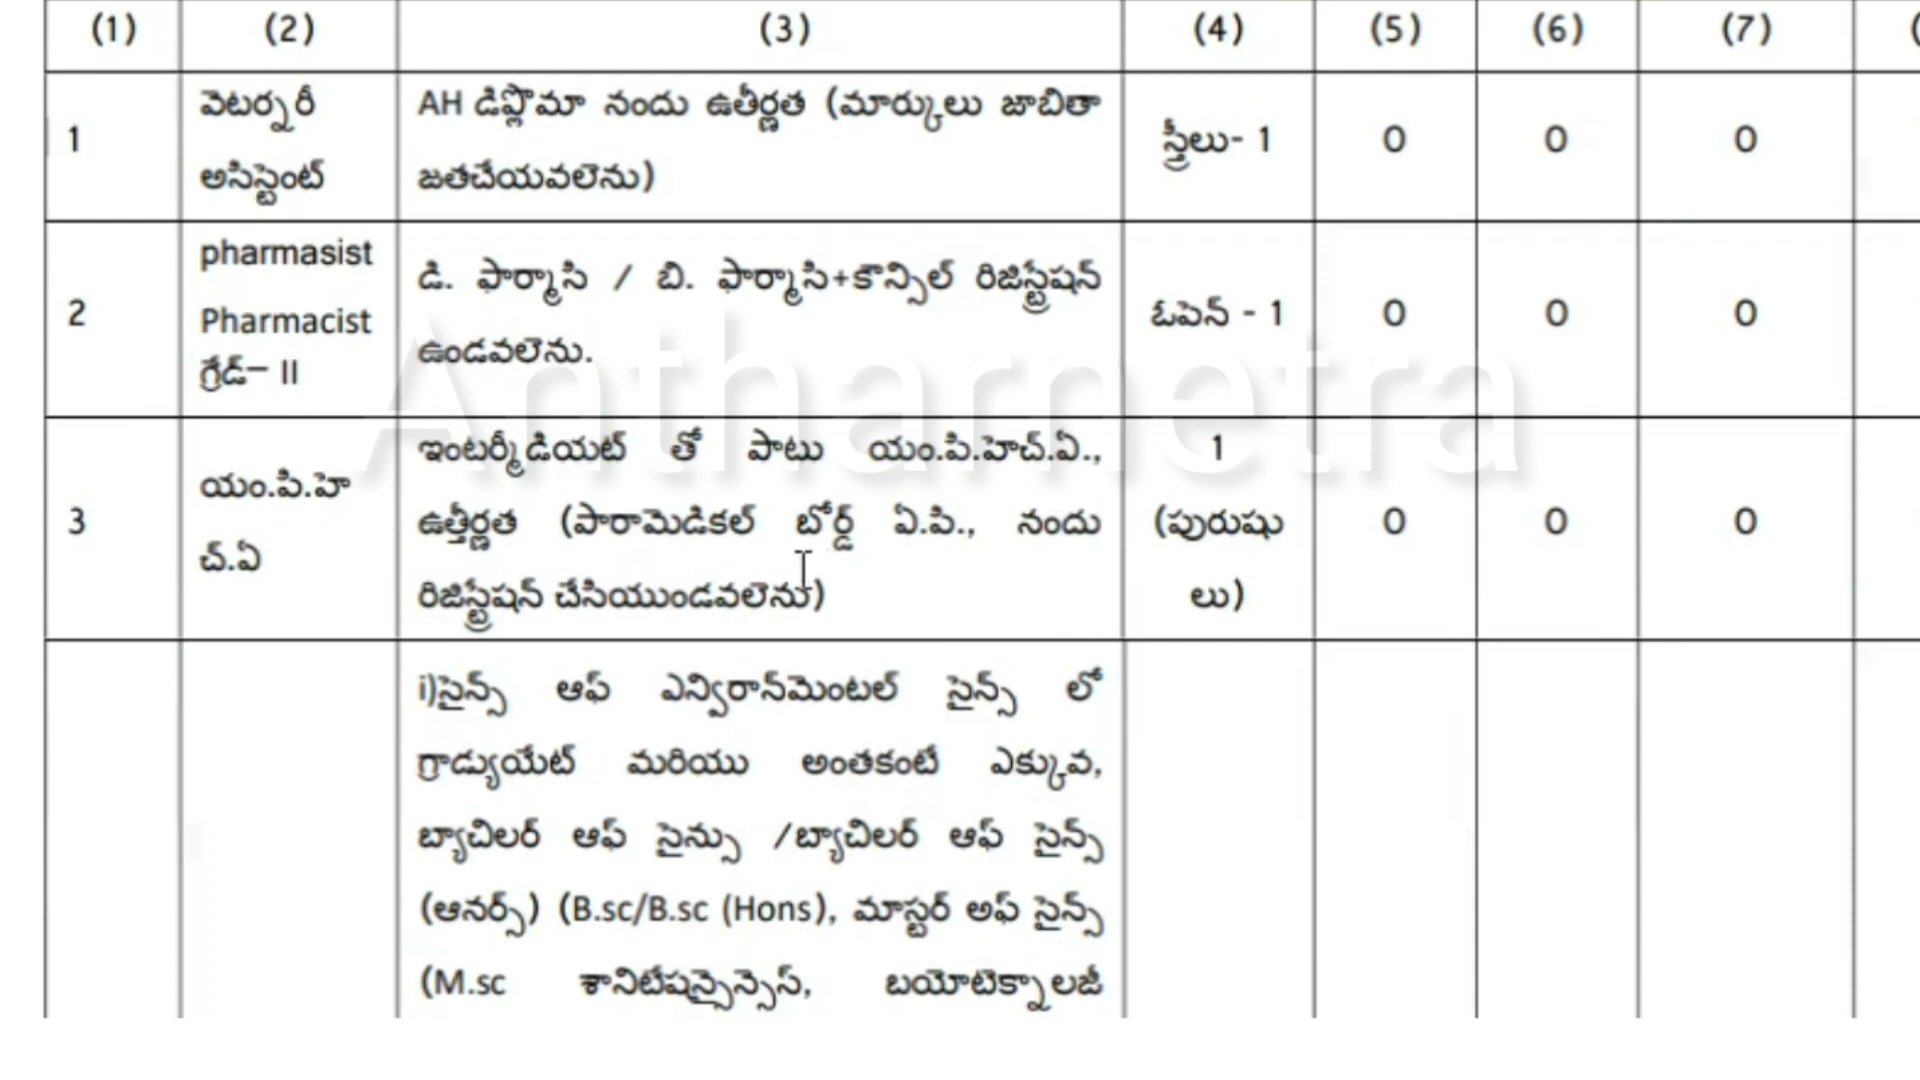 (1) (2) (3) (4) (5) (6) (7)
1 వెటర్నరీ అసిస్టెంట్ AH డిప్లొమా నందు ఉతీర్ణత (మార్కులు జాబితా
జతచేయవలెను) స్త్రీలు- 1 0 0 0
2 pharmasist
Pharmacist
గ్రేడ్– II
డి. ఫార్మాసి / బి. ఫార్మాసి+కౌన్సిల్ రిజిస్ట్రేషన్
ఉండవలెను.
ఓపెన్ - 1 0 0 0
Antharnetra
3 యం.పి.హె
చ్.ఏ
ఇంటర్మీడియట్ తో పాటు యం.పి.హెచ్.ఏ.,
ఉత్తీర్ణత (పారామెడికల్ బోర్డ్ ఏ.పి., నందు
రిజిస్ట్రేషన్ చేసియుండవలెను)
1
(పురుషు
లు)
0 0 0
i)సైన్స్ ఆఫ్ ఎన్విరాన్‌మెంటల్ సైన్స్ లో
గ్రాడ్యుయేట్ మరియు అంతకంటే ఎక్కువ,
బ్యాచిలర్ ఆఫ్ సైన్సు /బ్యాచిలర్ ఆఫ్ సైన్స్
(ఆనర్స్) (B.sc/B.sc (Hons), మాస్టర్ అఫ్ సైన్స్
(M.sc బయోటెక్నాలజీ